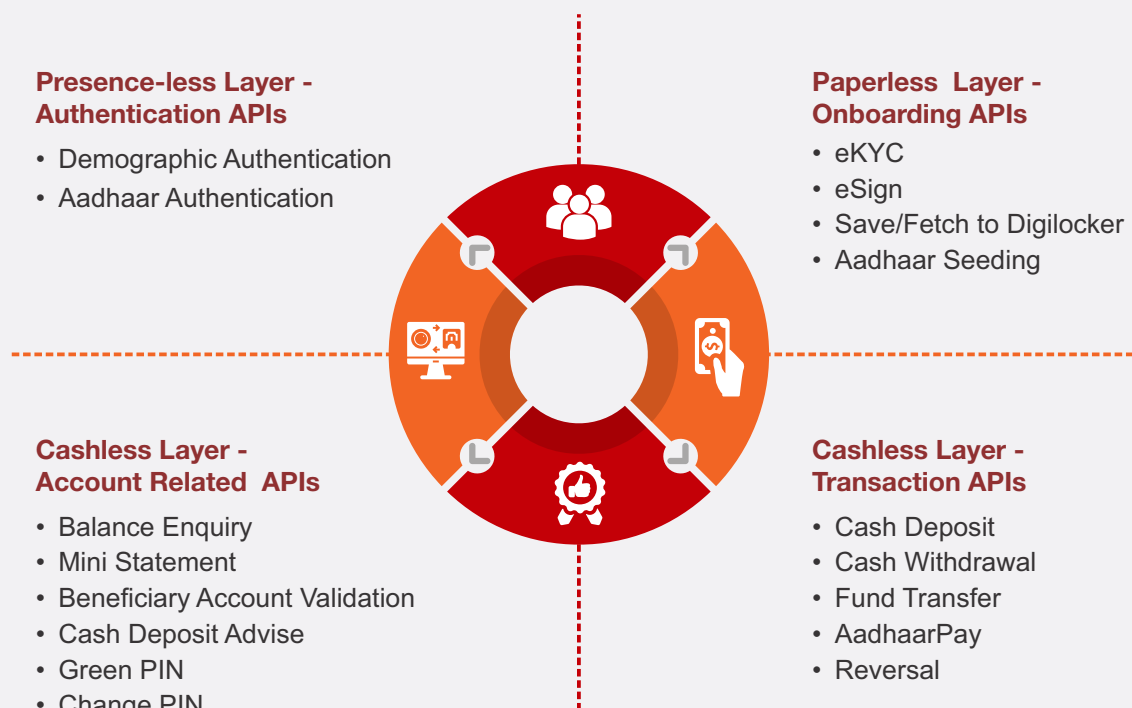 Presence-less Layer -
Authentication APIs
• Demographic Authentication
• Aadhaar Authentication
Paperless Layer -
Onboarding APIs
• eKYC
• eSign
• Save/Fetch to Digilocker
• Aadhaar Seeding
Cashless Layer -
Account Related APIs
• Balance Enquiry
• Mini Statement
• Beneficiary Account Validation
• Cash Deposit Advise
• Green PIN
• Change PIN
Cashless Layer -
Transaction APIs
• Cash Deposit
• Cash Withdrawal
• Fund Transfer
• AadhaarPay
• Reversal